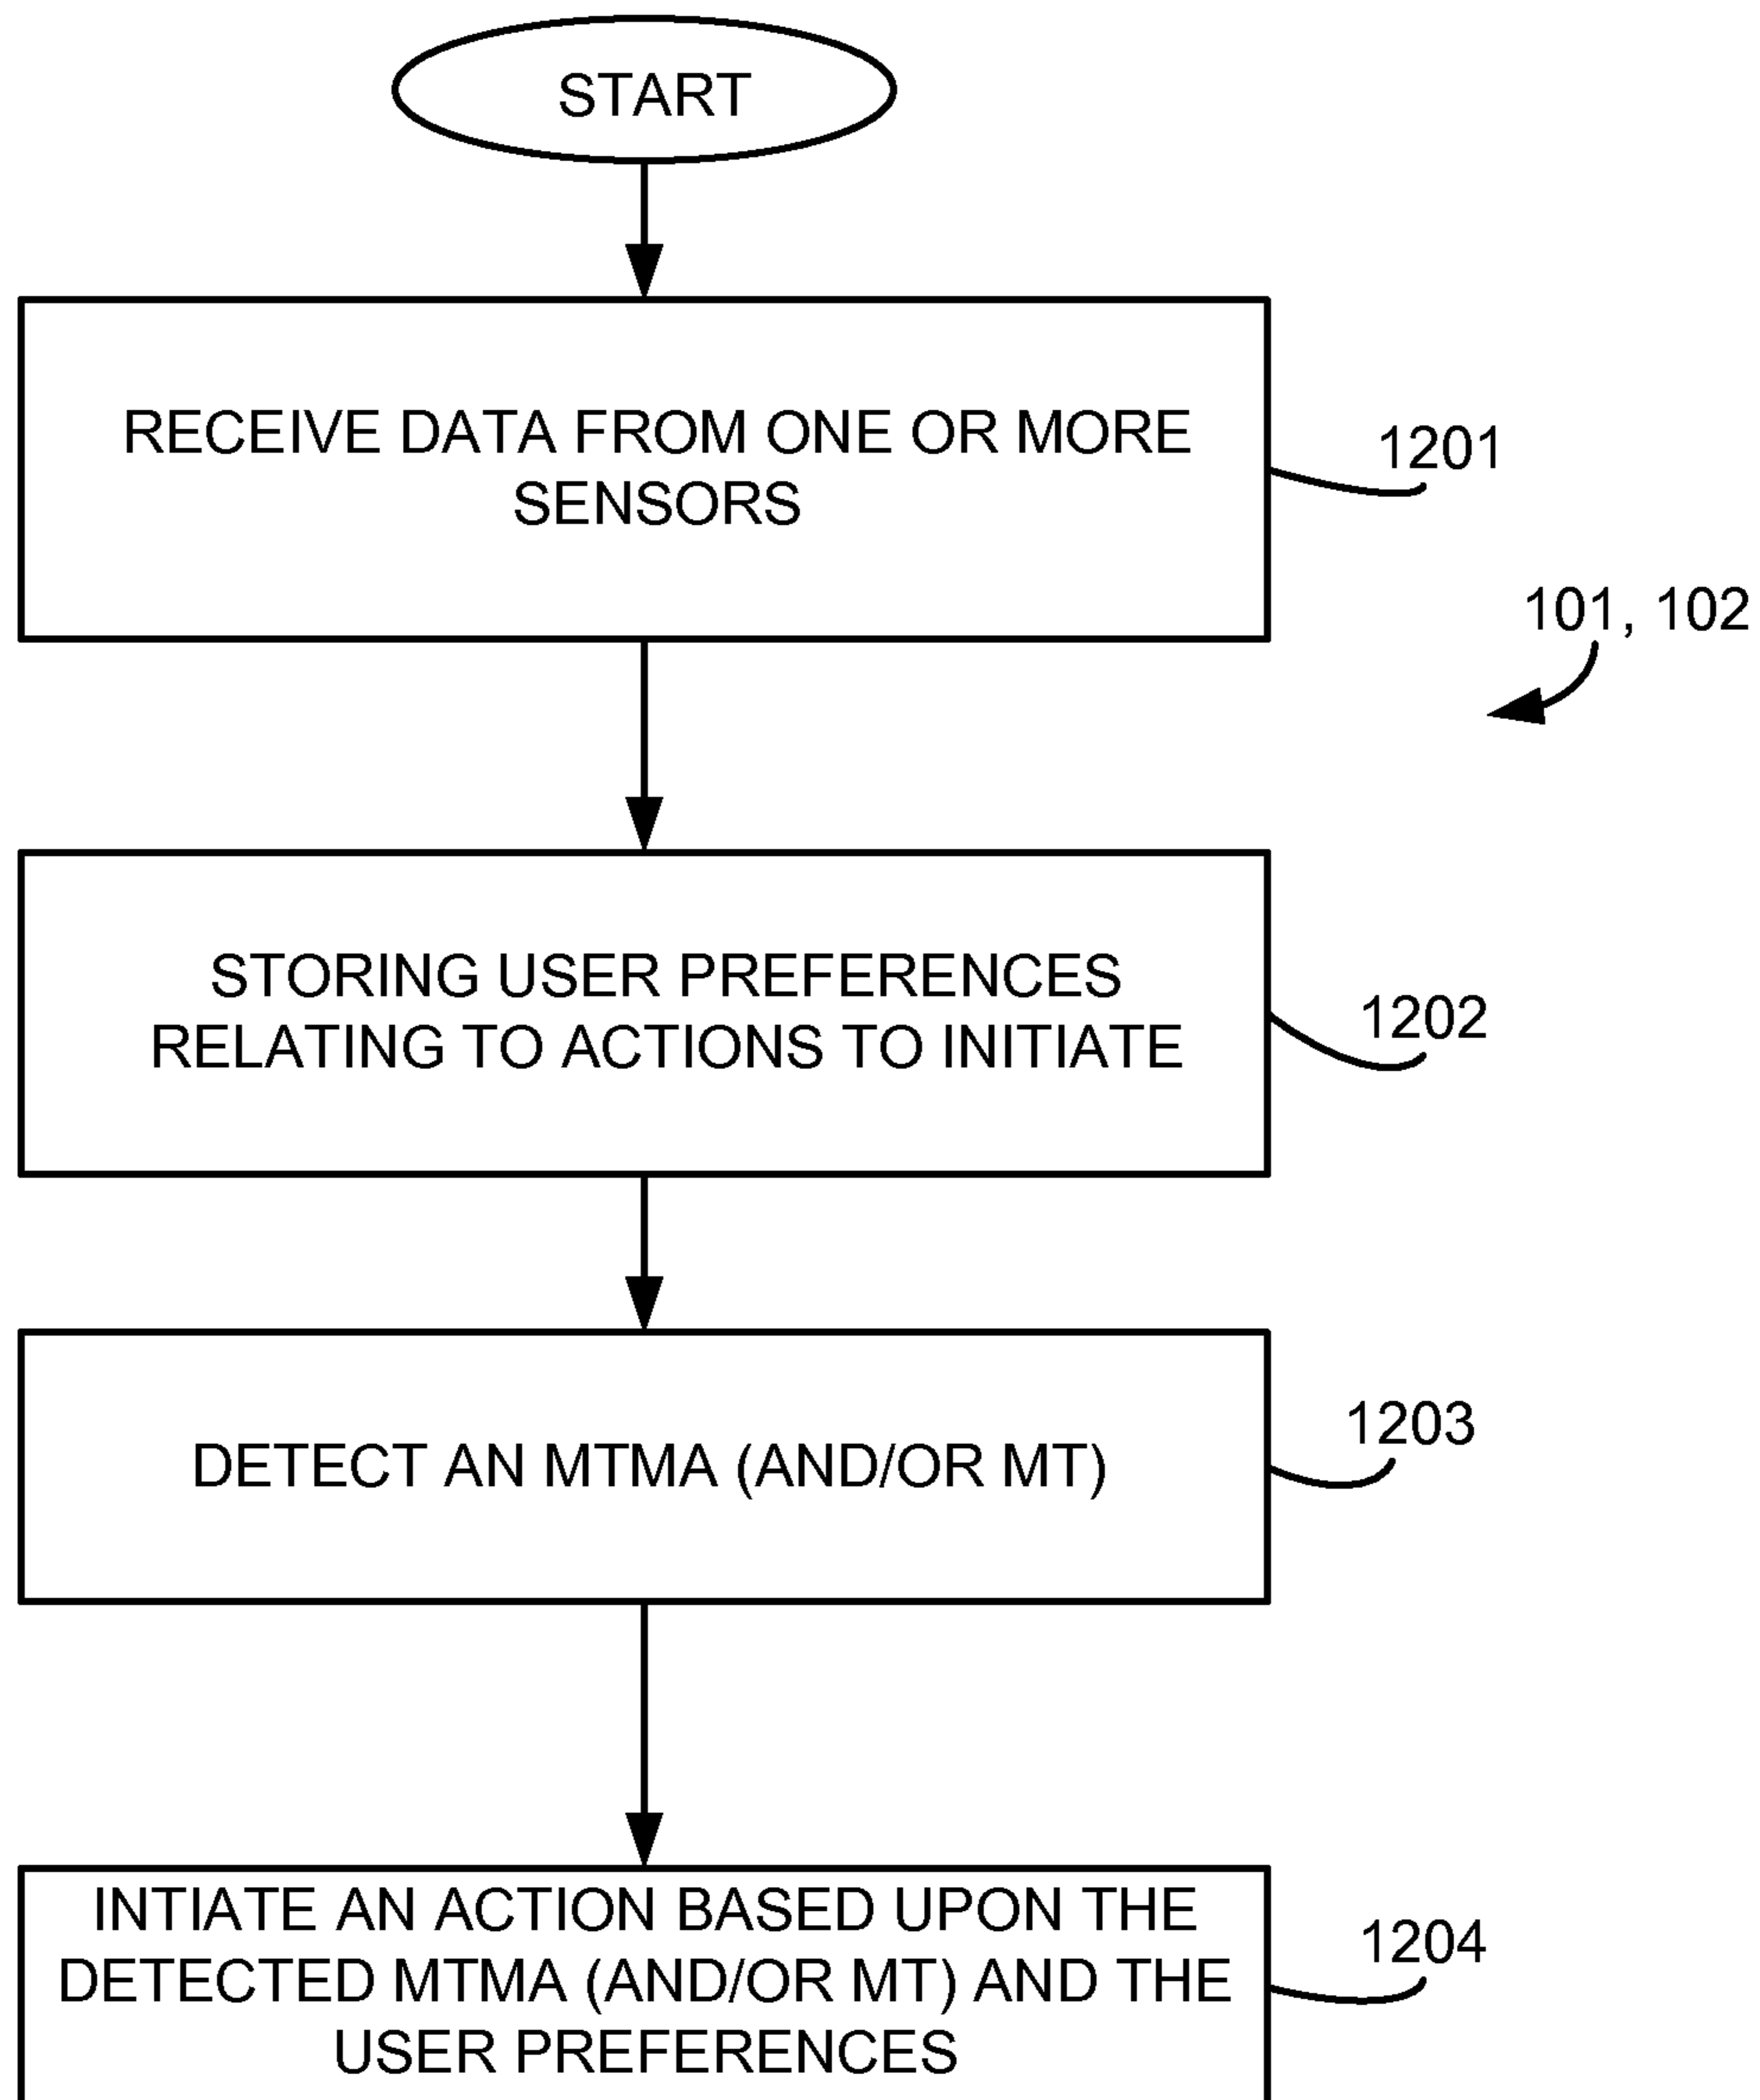 START
RECEIVE DATA FROM ONE OR MORE
SENSORS
1201
101, 102
STORING USER PREFERENCES
RELATING TO ACTIONS TO INITIATE
1202
DETECT AN MTMA (AND/OR MT)
1203
INTIATE AN ACTION BASED UPON THE
DETECTED MTMA (AND/OR MT) AND THE
USER PREFERENCES
1204